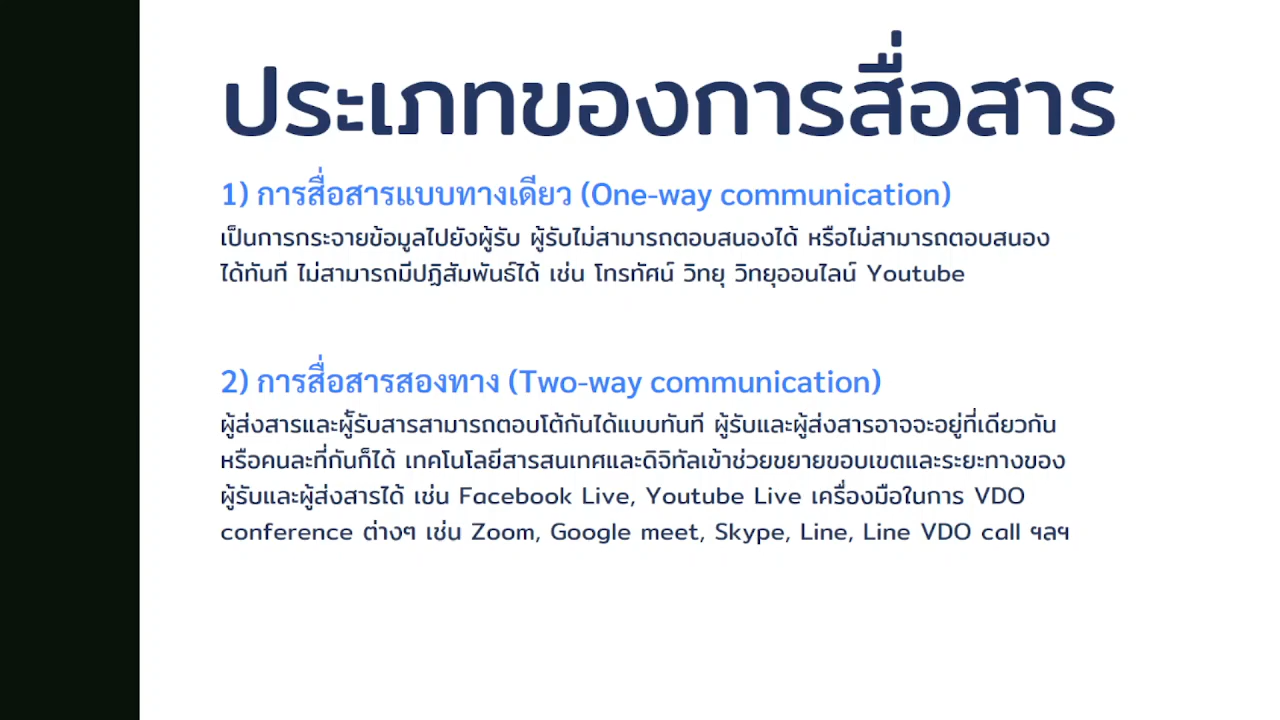 ประเภทของการสื่อสาร
1) การสื่อสารแบบทางเดียว (One-way communication)
เป็นการกระจายข้อมูลไปยังผู้รับ ผู้รับไม่สามารถตอบสนองได้ หรือไม่สามารถตอบสนอง
ได้ทันที ไม่สามารถมีปฏิสัมพันธ์ได้ เช่น โทรทัศน์ วิทยุ วิทยุออนไลน์ Youtube
2) การสื่อสารสองทาง (Two-way communication)
ผู้ส่งสารและผู้ัรับสารสามารถตอบโต้กันได้แบบทันที ผู้รับและผู้ส่งสารอาจจะอยู่ที่เดียวกัน
หรือคนละที่กันก็ได้ เทคโนโลยีสารสนเทศและดิจิทัลเข้าช่วยขยายขอบเขตและระยะทางของ
ผู้รับและผู้ส่งสารได้ เช่น Facebook Live, Youtube Live เครื่องมือในการ VDO
conference ต่างๆ เช่น Zoom, Google meet, Skype, Line, Line VDO call ฯลฯ